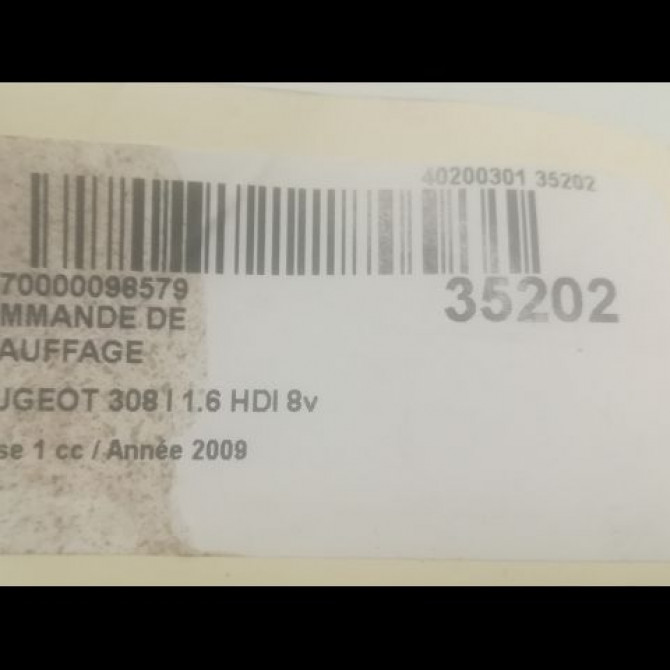 40200301 35202
70000098579
35202
MMANDE DE
AUFFAGE
UGEOT 308 I 1.6 HDI 8v
se 1 cc / Année 2009